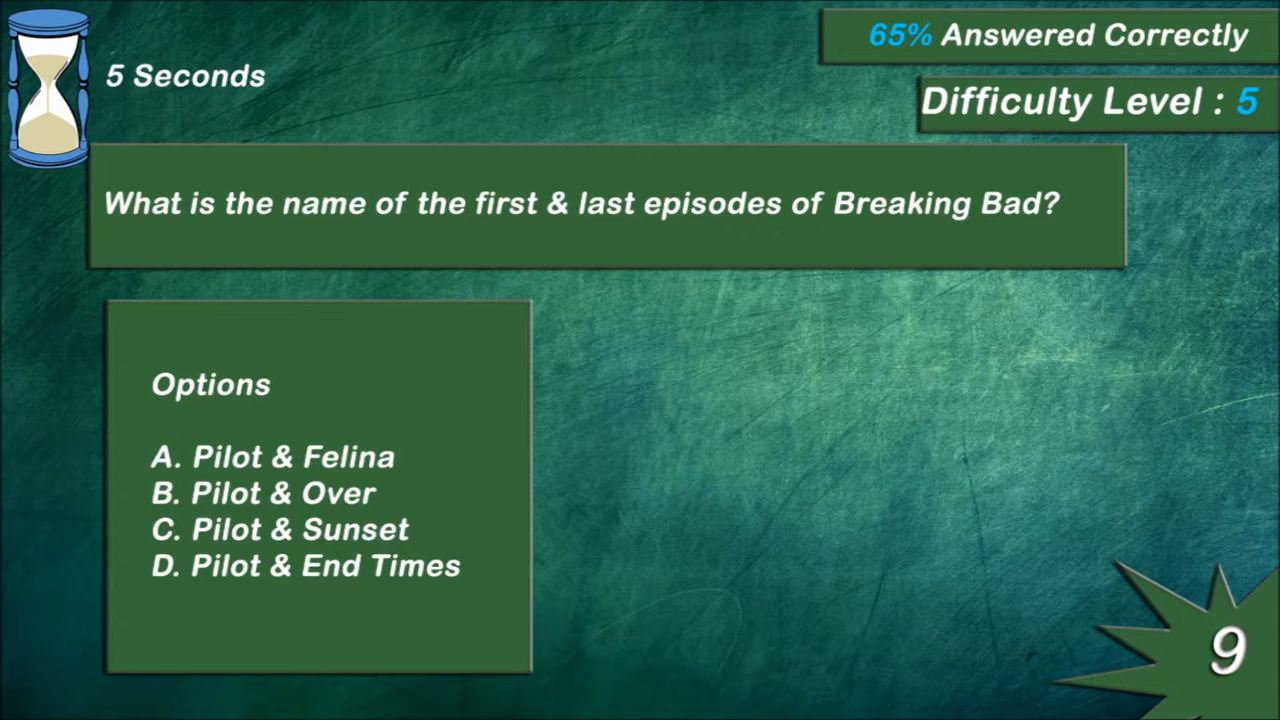 65% Answered Correctly
5 Seconds
Difficulty Level : 5
What is the name of the first & last episodes of Breaking Bad?
Options
A. Pilot & Felina
B. Pilot & Over
C. Pilot & Sunset
D. Pilot & End Times
9